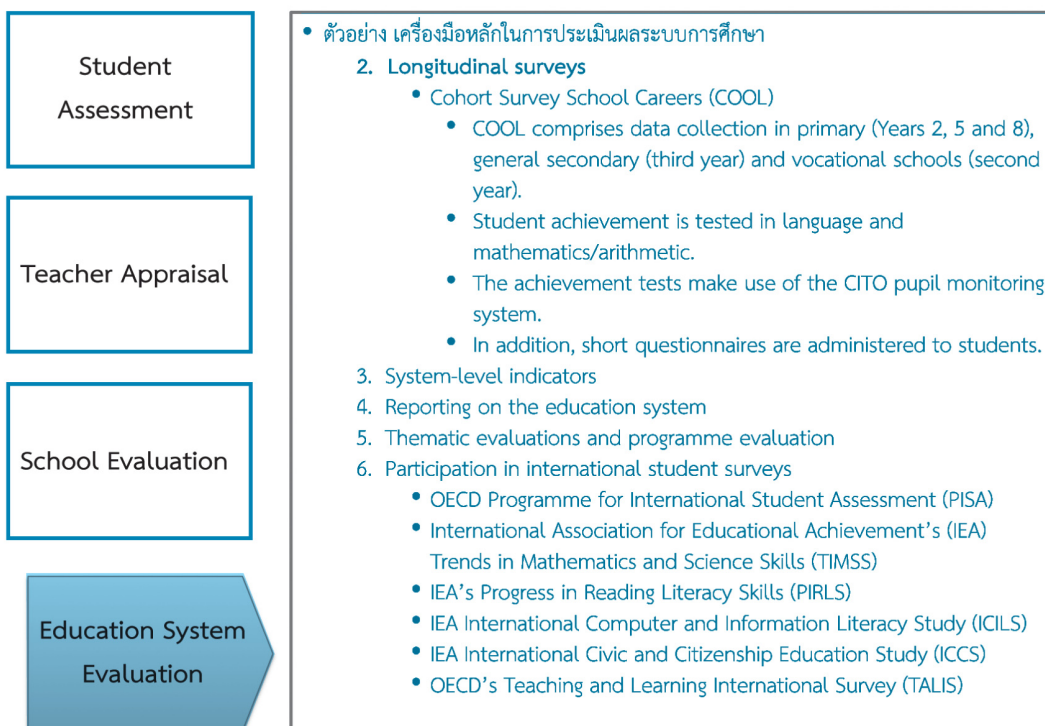 Student
Assessment
Teacher Appraisal
School Evaluation
Education System
Evaluation
• ตัวอย่าง เครื่องมือหลักในการประเมินผลระบบการศึกษา
2. Longitudinal surveys
• Cohort Survey School Careers (COOL)
• COOL comprises data collection in primary (Years 2, 5 and 8),
general secondary (third year) and vocational schools (second
year).
• Student achievement is tested in language and
mathematics/arithmetic.
• The achievement tests make use of the CITO pupil monitoring
system.
• In addition, short questionnaires are administered to students.
3. System-level indicators
4. Reporting on the education system
5. Thematic evaluations and programme evaluation
6. Participation in international student surveys
• OECD Programme for International Student Assessment (PISA)
• International Association for Educational Achievement's (IEA)
Trends in Mathematics and Science Skills (TIMSS)
• IEA's Progress in Reading Literacy Skills (PIRLS)
• IEA International Computer and Information Literacy Study (ICILS)
• IEA International Civic and Citizenship Education Study (ICCS)
• OECD's Teaching and Learning International Survey (TALIS)